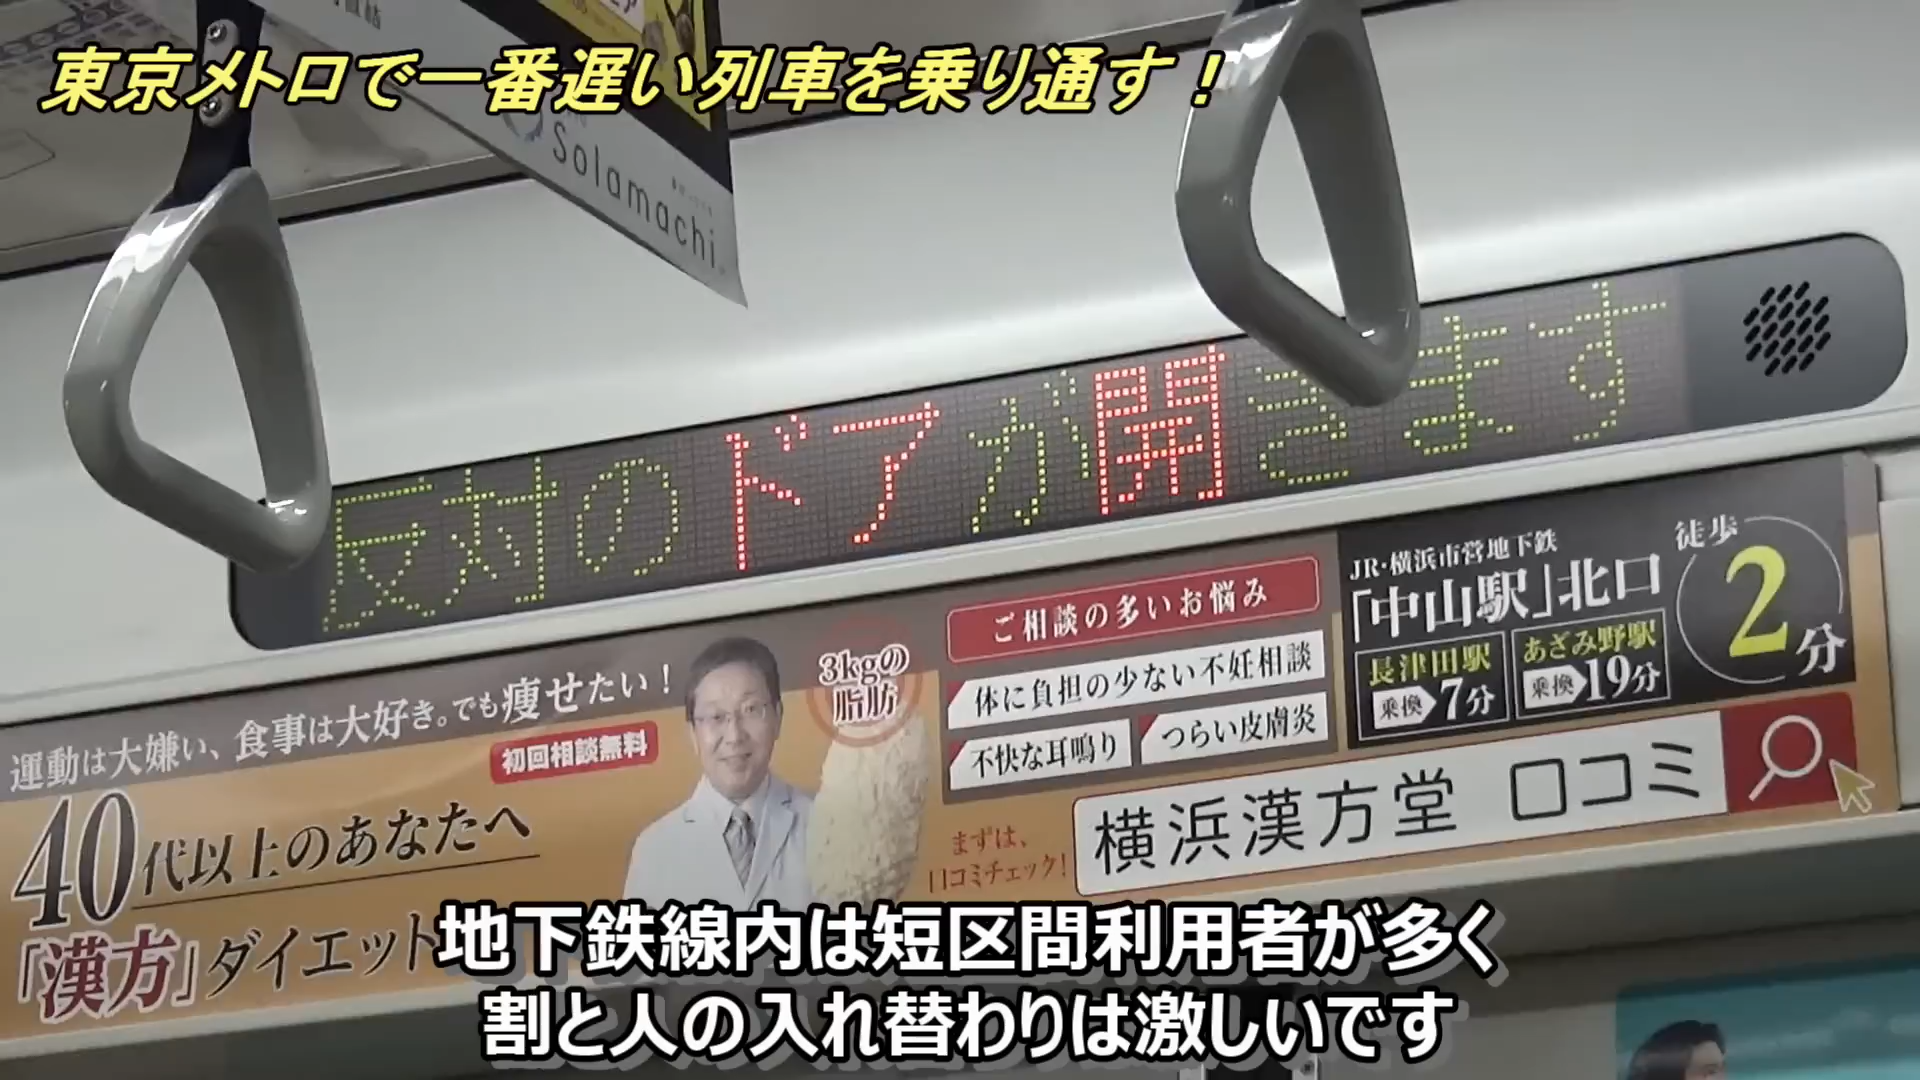 東京メトロで一番遅い列車を乗り通す！
Solamachi
反対のドアが開きます
運動は大嫌い、食事は大好き。でも痩せたい！
初回相談無料
40代以上のあなたへ
「漢方」ダイエット
3kgの
脂肪
ご相談の多いお悩み
体に負担の少ない不妊相談
不快な耳鳴り
つらい皮膚炎
まずは、
口コミチェック！
横浜漢方堂 口コミ
JR・横浜市営地下鉄
「中山駅」北口
徒歩
2分
長津田駅
乗換 7分
あざみ野駅
乗換 19分
地下鉄線内は短区間利用者が多く
割と人の入れ替わりは激しいです